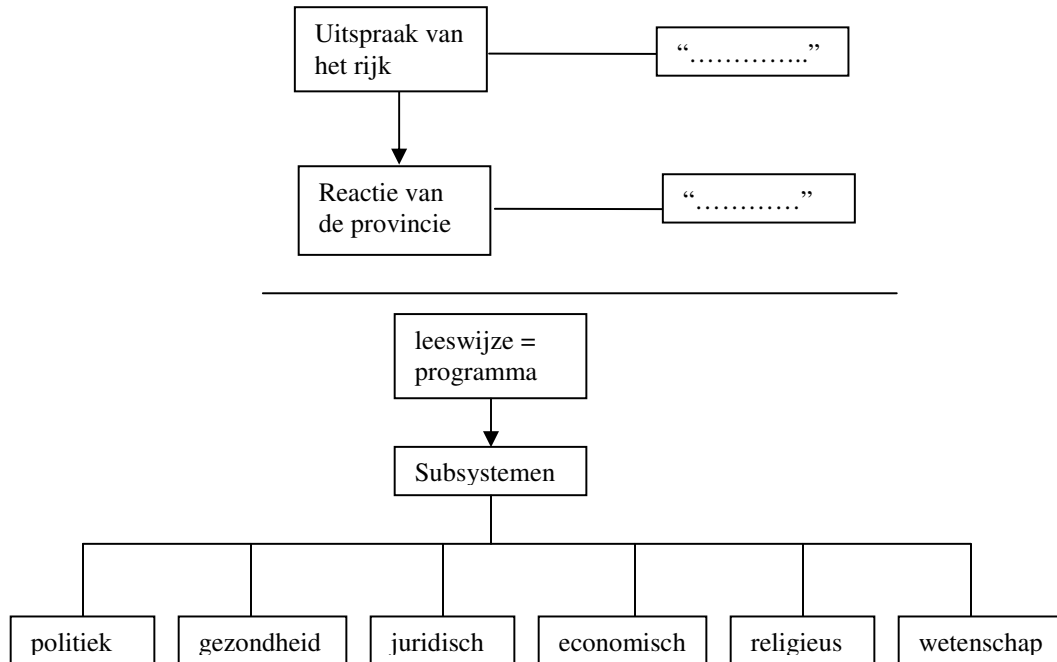 Uitspraak van
het rijk
“…………..”
Reactie van
de provincie
“…………”
leeswijze =
programma
Subsystemen
politiek
gezondheid
juridisch
economisch
religieus
wetenschap